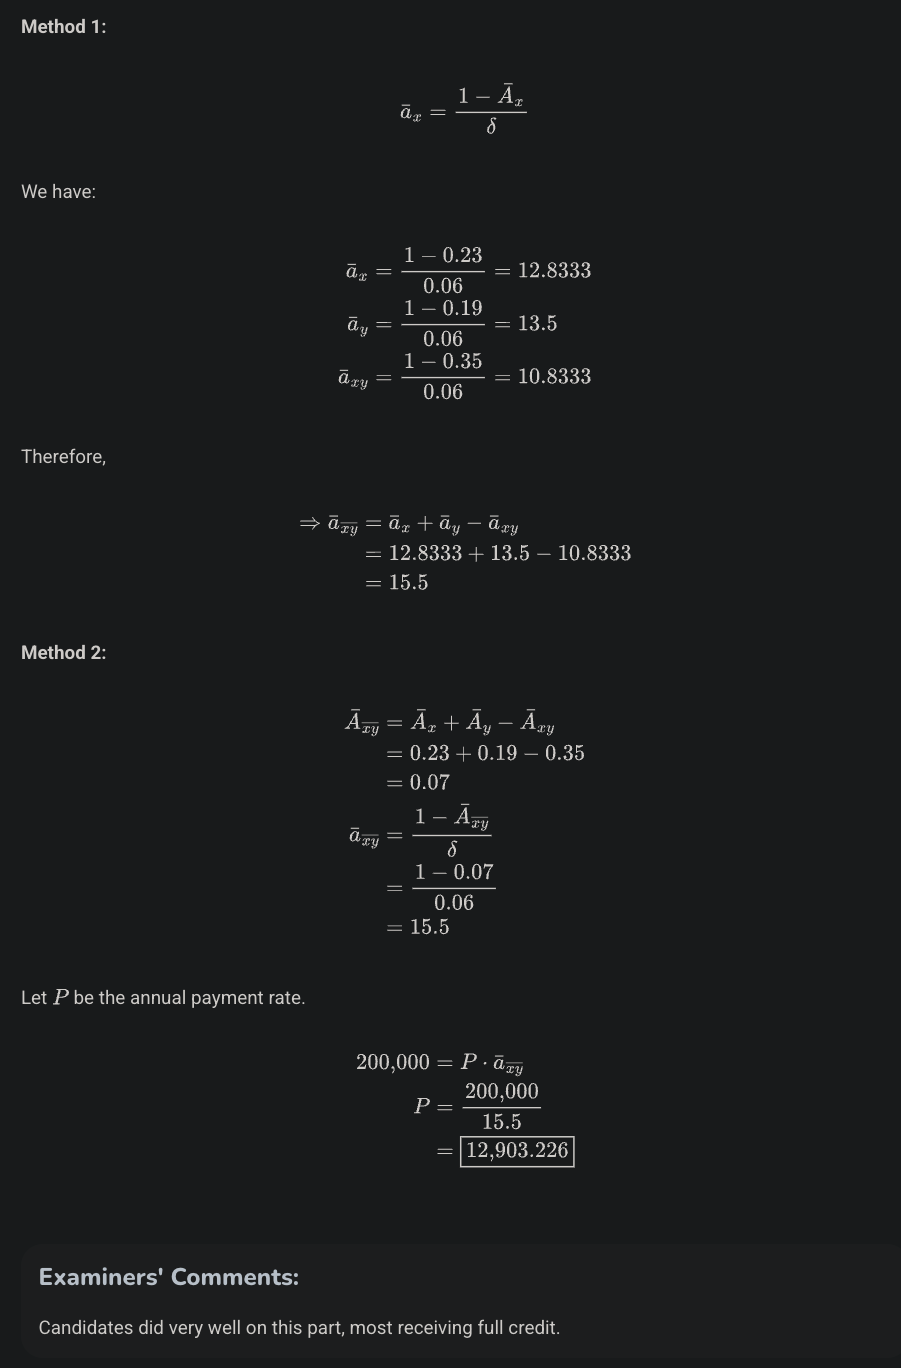 Method 1:
$\bar{a}_x = \frac{1 - \bar{A}_x}{\delta}$
We have:
$\bar{a}_x = \frac{1 - 0.23}{0.06} = 12.8333$
$\bar{a}_y = \frac{1 - 0.19}{0.06} = 13.5$
$\bar{a}_{xy} = \frac{1 - 0.35}{0.06} = 10.8333$
Therefore,
$\Rightarrow \bar{a}_{\overline{xy}} = \bar{a}_x + \bar{a}_y - \bar{a}_{xy}$
$= 12.8333 + 13.5 - 10.8333$
$= 15.5$
Method 2:
$\bar{A}_{\overline{xy}} = \bar{A}_x + \bar{A}_y - \bar{A}_{xy}$
$= 0.23 + 0.19 - 0.35$
$= 0.07$
$\bar{a}_{\overline{xy}} = \frac{1 - \bar{A}_{\overline{xy}}}{\delta}$
$= \frac{1 - 0.07}{0.06}$
$= 15.5$
Let $P$ be the annual payment rate.
$200,000 = P \cdot \bar{a}_{\overline{xy}}$
$P = \frac{200,000}{15.5}$
$= \boxed{12,903.226}$
Examiners' Comments:
Candidates did very well on this part, most receiving full credit.